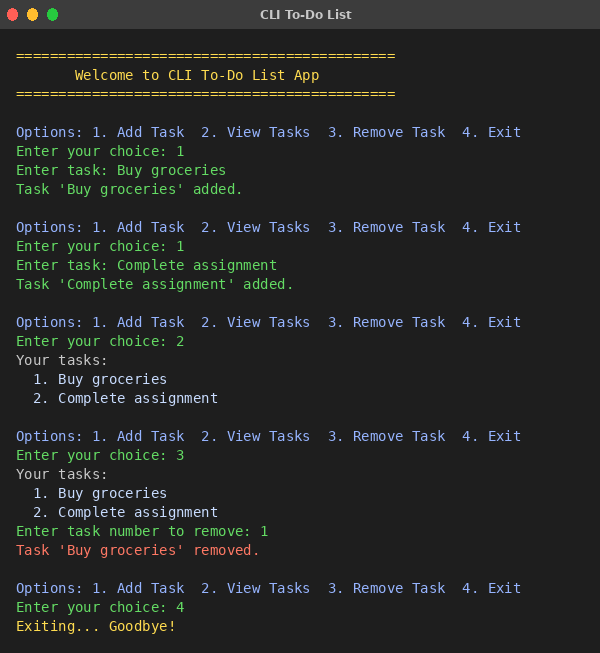 CLI To-Do List
=============================================
Welcome to CLI To-Do List App
=============================================
Options: 1. Add Task  2. View Tasks  3. Remove Task  4. Exit
Enter your choice: 1
Enter task: Buy groceries
Task 'Buy groceries' added.
Options: 1. Add Task  2. View Tasks  3. Remove Task  4. Exit
Enter your choice: 1
Enter task: Complete assignment
Task 'Complete assignment' added.
Options: 1. Add Task  2. View Tasks  3. Remove Task  4. Exit
Enter your choice: 2
Your tasks:
1. Buy groceries
2. Complete assignment
Options: 1. Add Task  2. View Tasks  3. Remove Task  4. Exit
Enter your choice: 3
Your tasks:
1. Buy groceries
2. Complete assignment
Enter task number to remove: 1
Task 'Buy groceries' removed.
Options: 1. Add Task  2. View Tasks  3. Remove Task  4. Exit
Enter your choice: 4
Exiting... Goodbye!